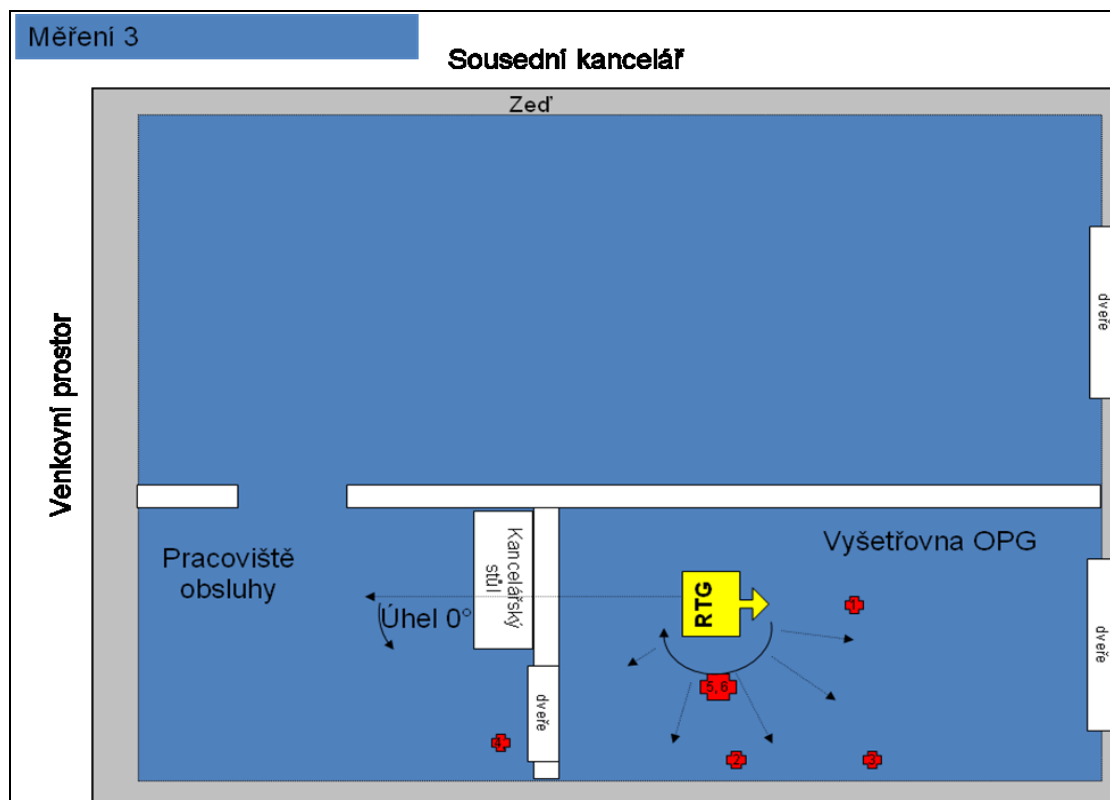 Měření 3
Sousední kancelář
Zeď
Venkovní prostor
dveře
Pracoviště
obsluhy
Kancelářský
stůl
Úhel 0°
RTG
Vyšetřovna OPG
1
dveře
5, 6
dveře
4
2
3